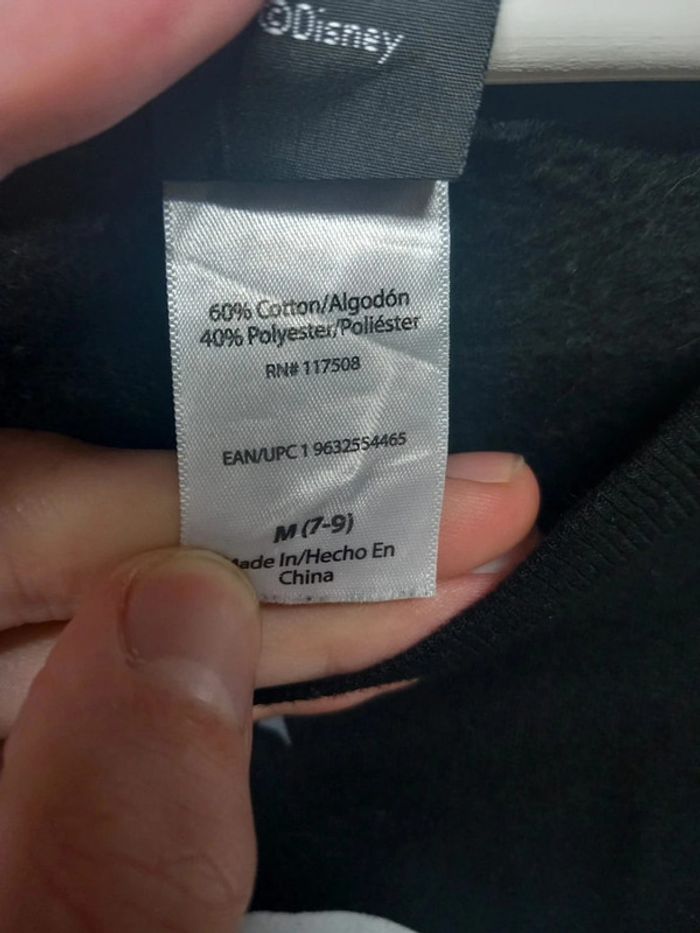 ©Disney
60% Cotton/Algodón
40% Polyester/Poliéster
RN# 117508
EAN/UPC 1 9632554465
M (7-9)
Made In/Hecho En
China